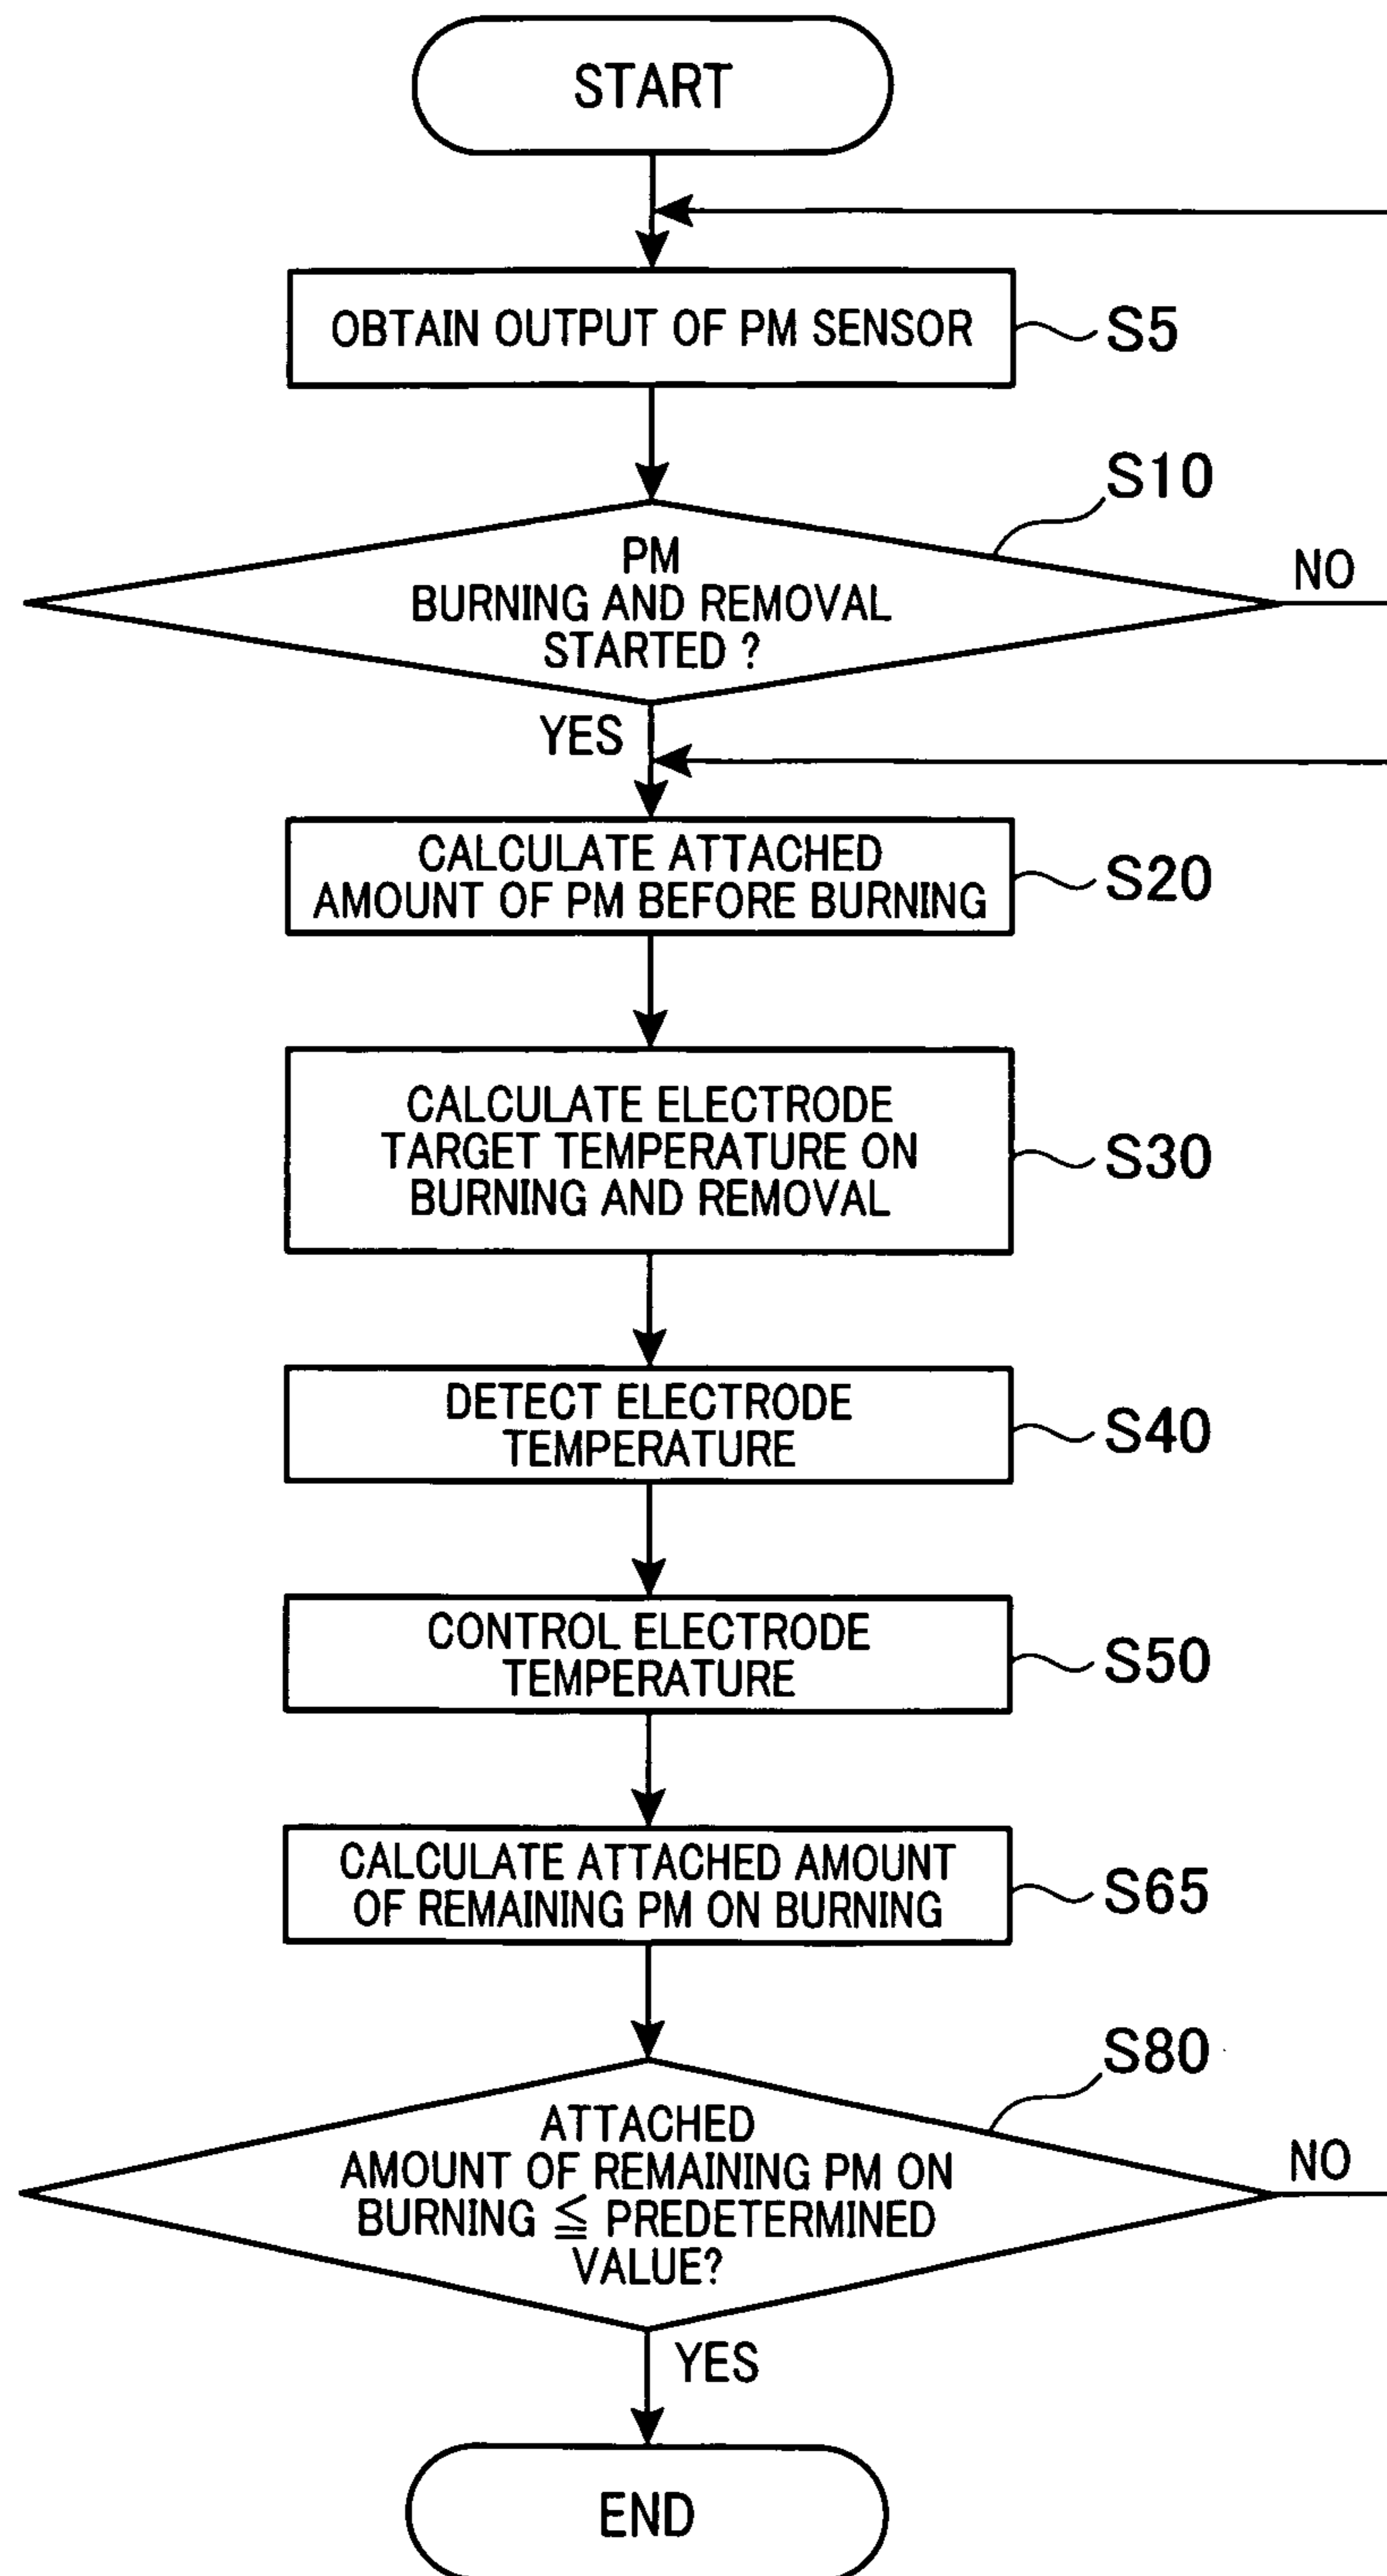 START
OBTAIN OUTPUT OF PM SENSOR
S5
S10
PM
BURNING AND REMOVAL
STARTED ?
NO
YES
CALCULATE ATTACHED
AMOUNT OF PM BEFORE BURNING
S20
CALCULATE ELECTRODE
TARGET TEMPERATURE ON
BURNING AND REMOVAL
S30
DETECT ELECTRODE
TEMPERATURE
S40
CONTROL ELECTRODE
TEMPERATURE
S50
CALCULATE ATTACHED AMOUNT
OF REMAINING PM ON BURNING
S65
S80
ATTACHED
AMOUNT OF REMAINING PM ON
BURNING ≦ PREDETERMINED
VALUE?
NO
YES
END